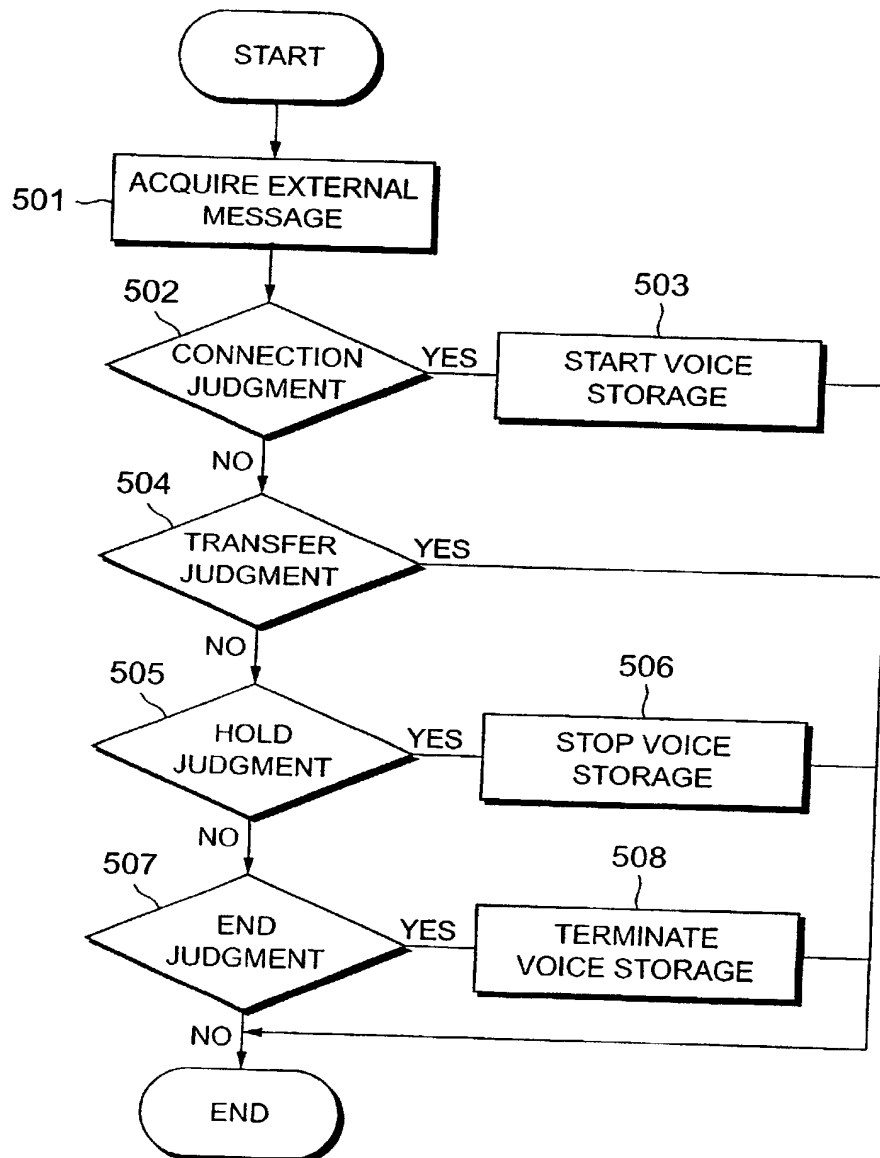 START
501
ACQUIRE EXTERNAL
MESSAGE
502
CONNECTION
JUDGMENT
YES
503
START VOICE
STORAGE
NO
504
TRANSFER
JUDGMENT
YES
NO
505
HOLD
JUDGMENT
YES
506
STOP VOICE
STORAGE
NO
507
END
JUDGMENT
YES
508
TERMINATE
VOICE STORAGE
NO
END